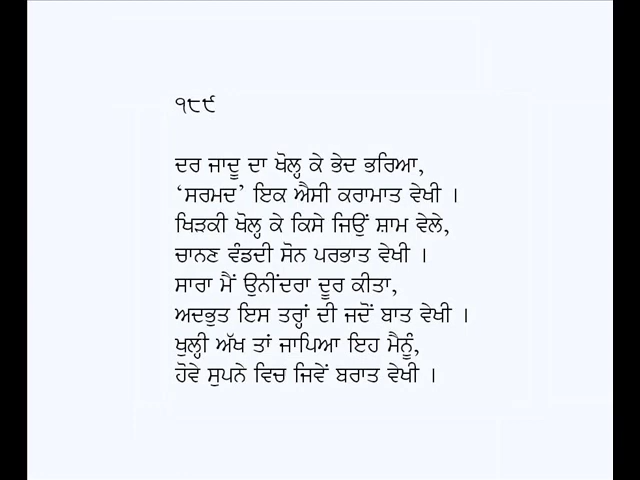 ੧੮੯
ਦਰ ਜਾਦੂ ਦਾ ਖੋਲ੍ਹ ਕੇ ਭੇਦ ਭਰਿਆ,
‘ਸਰਮਦ’ ਇਕ ਐਸੀ ਕਰਾਮਾਤ ਵੇਖੀ ।
ਖਿੜਕੀ ਖੋਲ੍ਹ ਕੇ ਕਿਸੇ ਜਿਉਂ ਸ਼ਾਮ ਵੇਲੇ,
ਚਾਨਣ ਵੰਡਦੀ ਸੋਨ ਪਰਭਾਤ ਵੇਖੀ ।
ਸਾਰਾ ਮੈਂ ਉਨੀਂਦਰਾ ਦੂਰ ਕੀਤਾ,
ਅਦਭੁਤ ਇਸ ਤਰ੍ਹਾਂ ਦੀ ਜਦੋਂ ਬਾਤ ਵੇਖੀ ।
ਖੁਲ੍ਹੀ ਅੱਖ ਤਾਂ ਜਾਪਿਆ ਇਹ ਮੈਨੂੰ,
ਹੋਵੇ ਸੁਪਨੇ ਵਿਚ ਜਿਵੇਂ ਬਰਾਤ ਵੇਖੀ ।